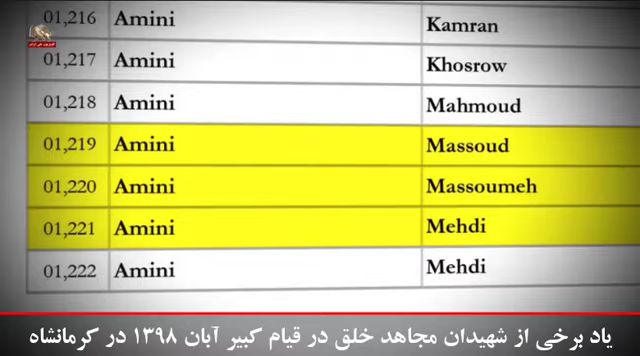 01,216 Amini Kamran
01,217 Amini Khosrow
01,218 Amini Mahmoud
01,219 Amini Massoud
01,220 Amini Massoumeh
01,221 Amini Mehdi
01,222 Amini Mehdi
یاد برخی از شهیدان مجاهد خلق در قیام کبیر آبان ۱۳۹۸ در کرمانشاه